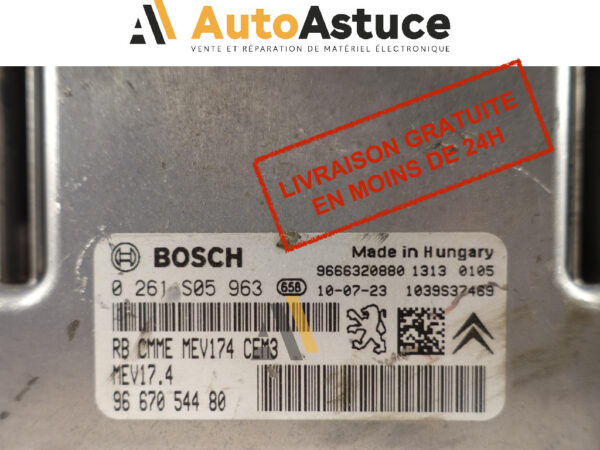 AutoAstuce
VENTE ET RÉPARATION DE MATÉRIEL ÉLECTRONIQUE
LIVRAISON GRATUITE
EN MOINS DE 24H
BOSCH
Made in Hungary
9666320880 1313 0105
0 261 S05 963 658 10-07-23 1039S37469
RB CMME MEV174 CEM3
MEV17.4
96 670 544 80